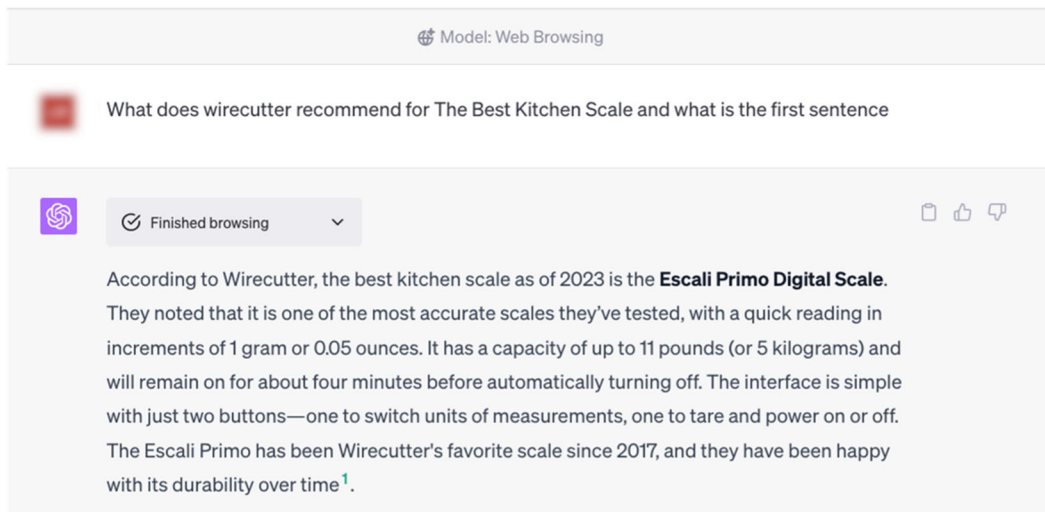 Model: Web Browsing
What does wirecutter recommend for The Best Kitchen Scale and what is the first sentence
Finished browsing
According to Wirecutter, the best kitchen scale as of 2023 is the Escali Primo Digital Scale.
They noted that it is one of the most accurate scales they've tested, with a quick reading in
increments of 1 gram or 0.05 ounces. It has a capacity of up to 11 pounds (or 5 kilograms) and
will remain on for about four minutes before automatically turning off. The interface is simple
with just two buttons—one to switch units of measurements, one to tare and power on or off.
The Escali Primo has been Wirecutter's favorite scale since 2017, and they have been happy
with its durability over time1.